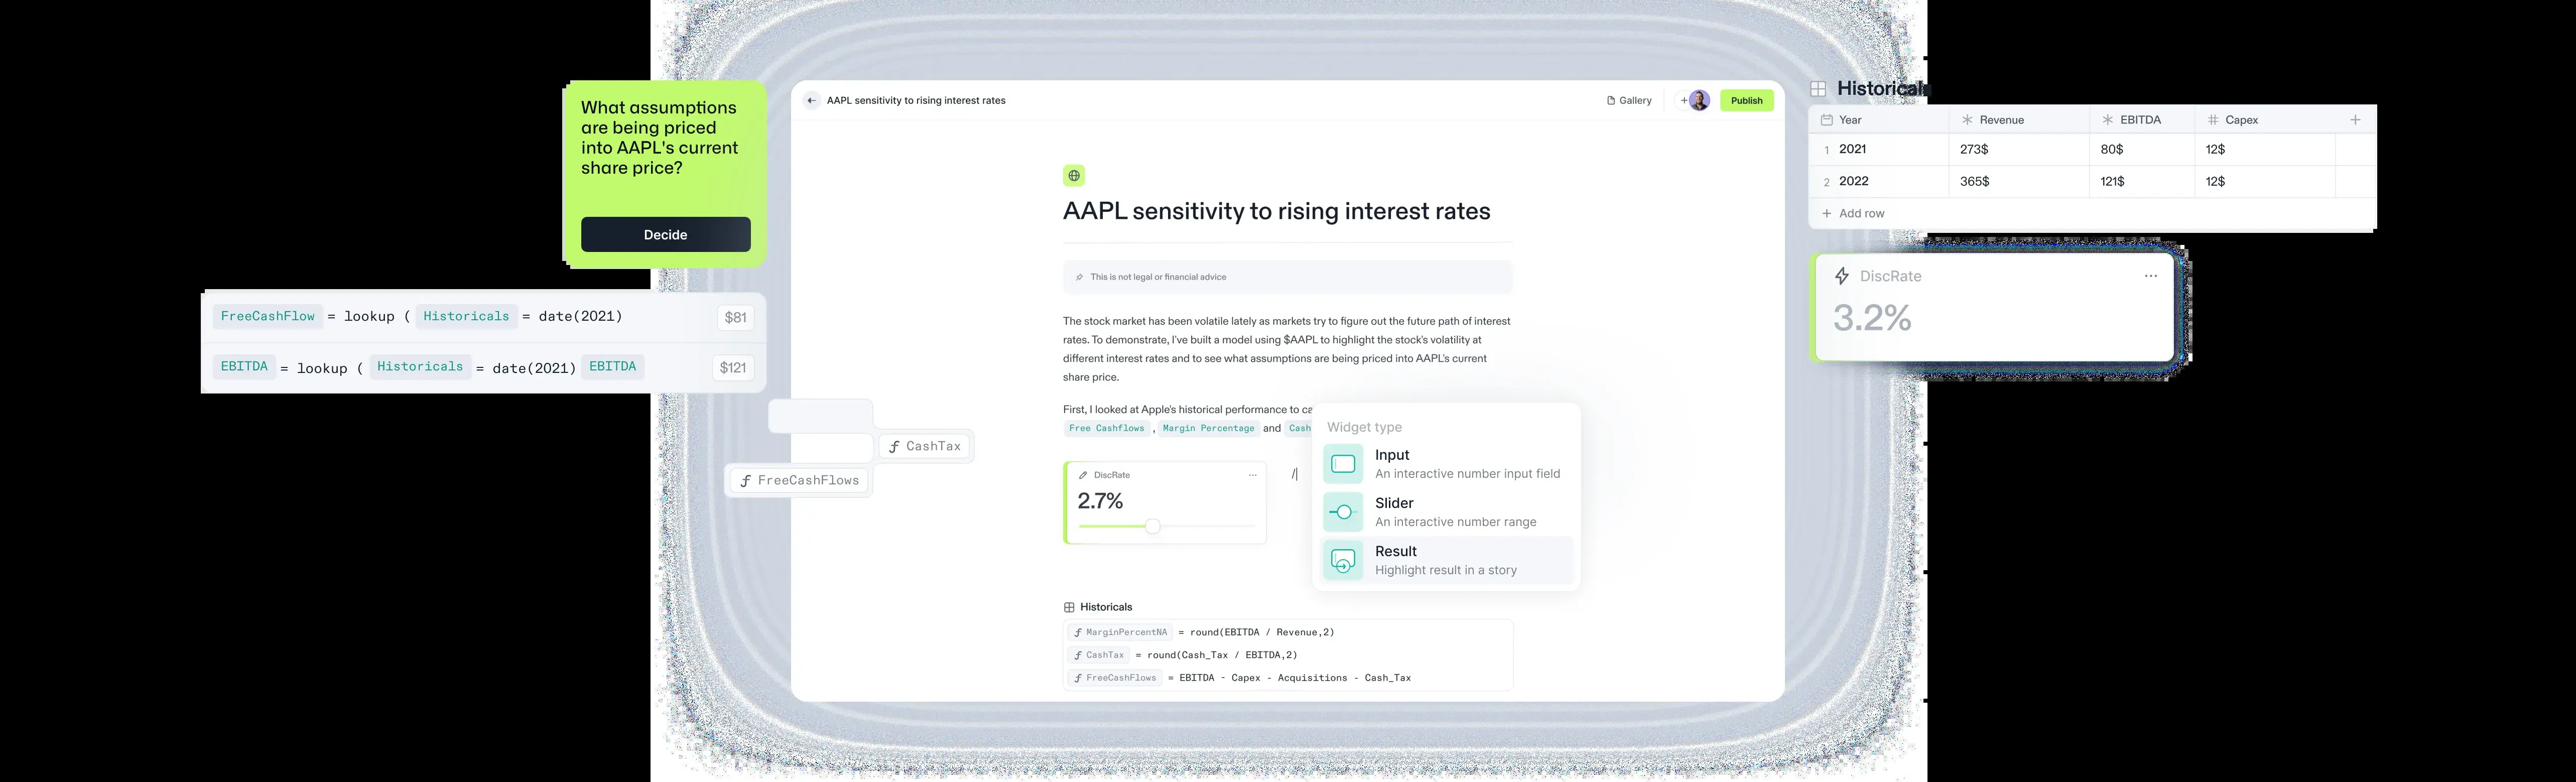 What assumptions
are being priced
into AAPL's current
share price?
Decide
FreeCashFlow = lookup ( Historicals = date(2021) $81
EBITDA = lookup ( Historicals = date(2021) EBITDA $121
CashTax
FreeCashFlows
AAPL sensitivity to rising interest rates
Gallery
Publish
AAPL sensitivity to rising interest rates
This is not legal or financial advice
The stock market has been volatile lately as markets try to figure out the future path of interest
rates. To demonstrate, I've built a model using $AAPL to highlight the stock's volatility at
different interest rates and to see what assumptions are being priced into AAPL's current
share price.
First, I looked at Apple's historical performance to ca
Free Cashflows , Margin Percentage and Cash
DiscRate ...
2.7%
/|
Widget type
Input
An interactive number input field
Slider
An interactive number range
Result
Highlight result in a story
Historicals
MarginPercentNA = round(EBITDA / Revenue,2)
CashTax = round(Cash_Tax / EBITDA,2)
FreeCashFlows = EBITDA - Capex - Acquisitions - Cash_Tax
Historicals
Year Revenue EBITDA Capex +
1 2021 273$ 80$ 12$
2 2022 365$ 121$ 12$
+ Add row
DiscRate ...
3.2%